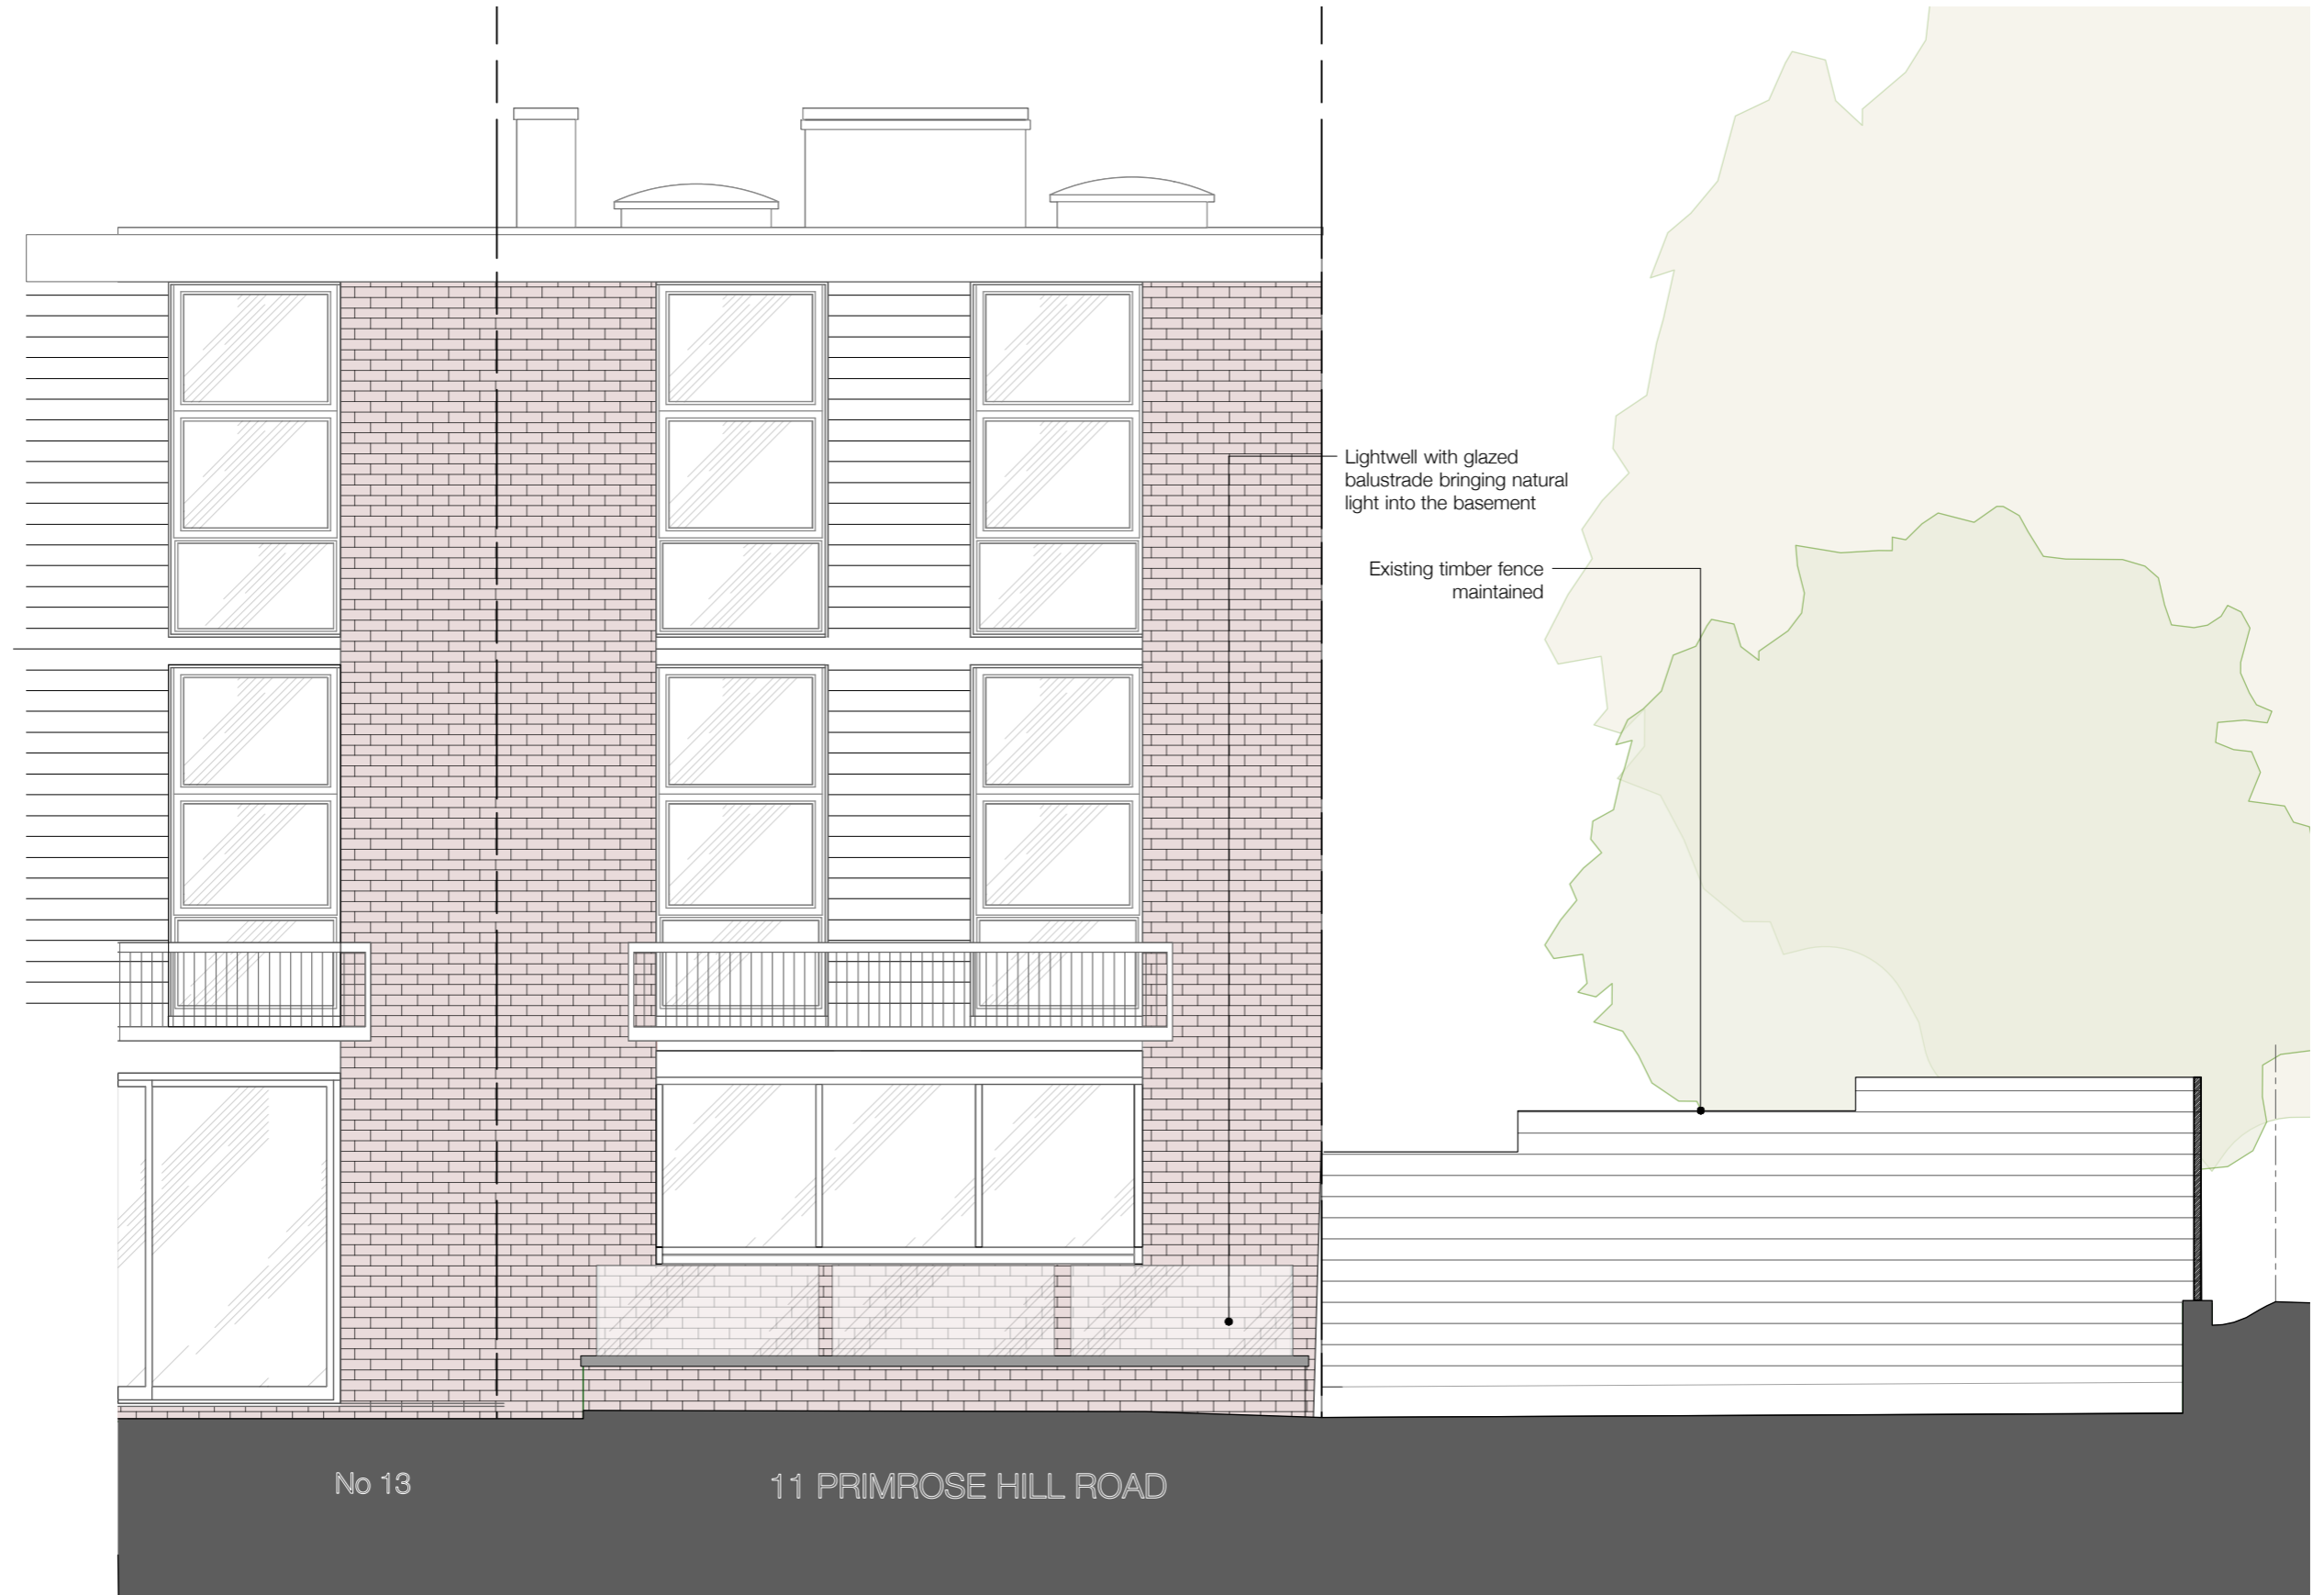 Lightwell with glazed
balustrade bringing natural
light into the basement
Existing timber fence
maintained
No 13
11 PRIMROSE HILL ROAD